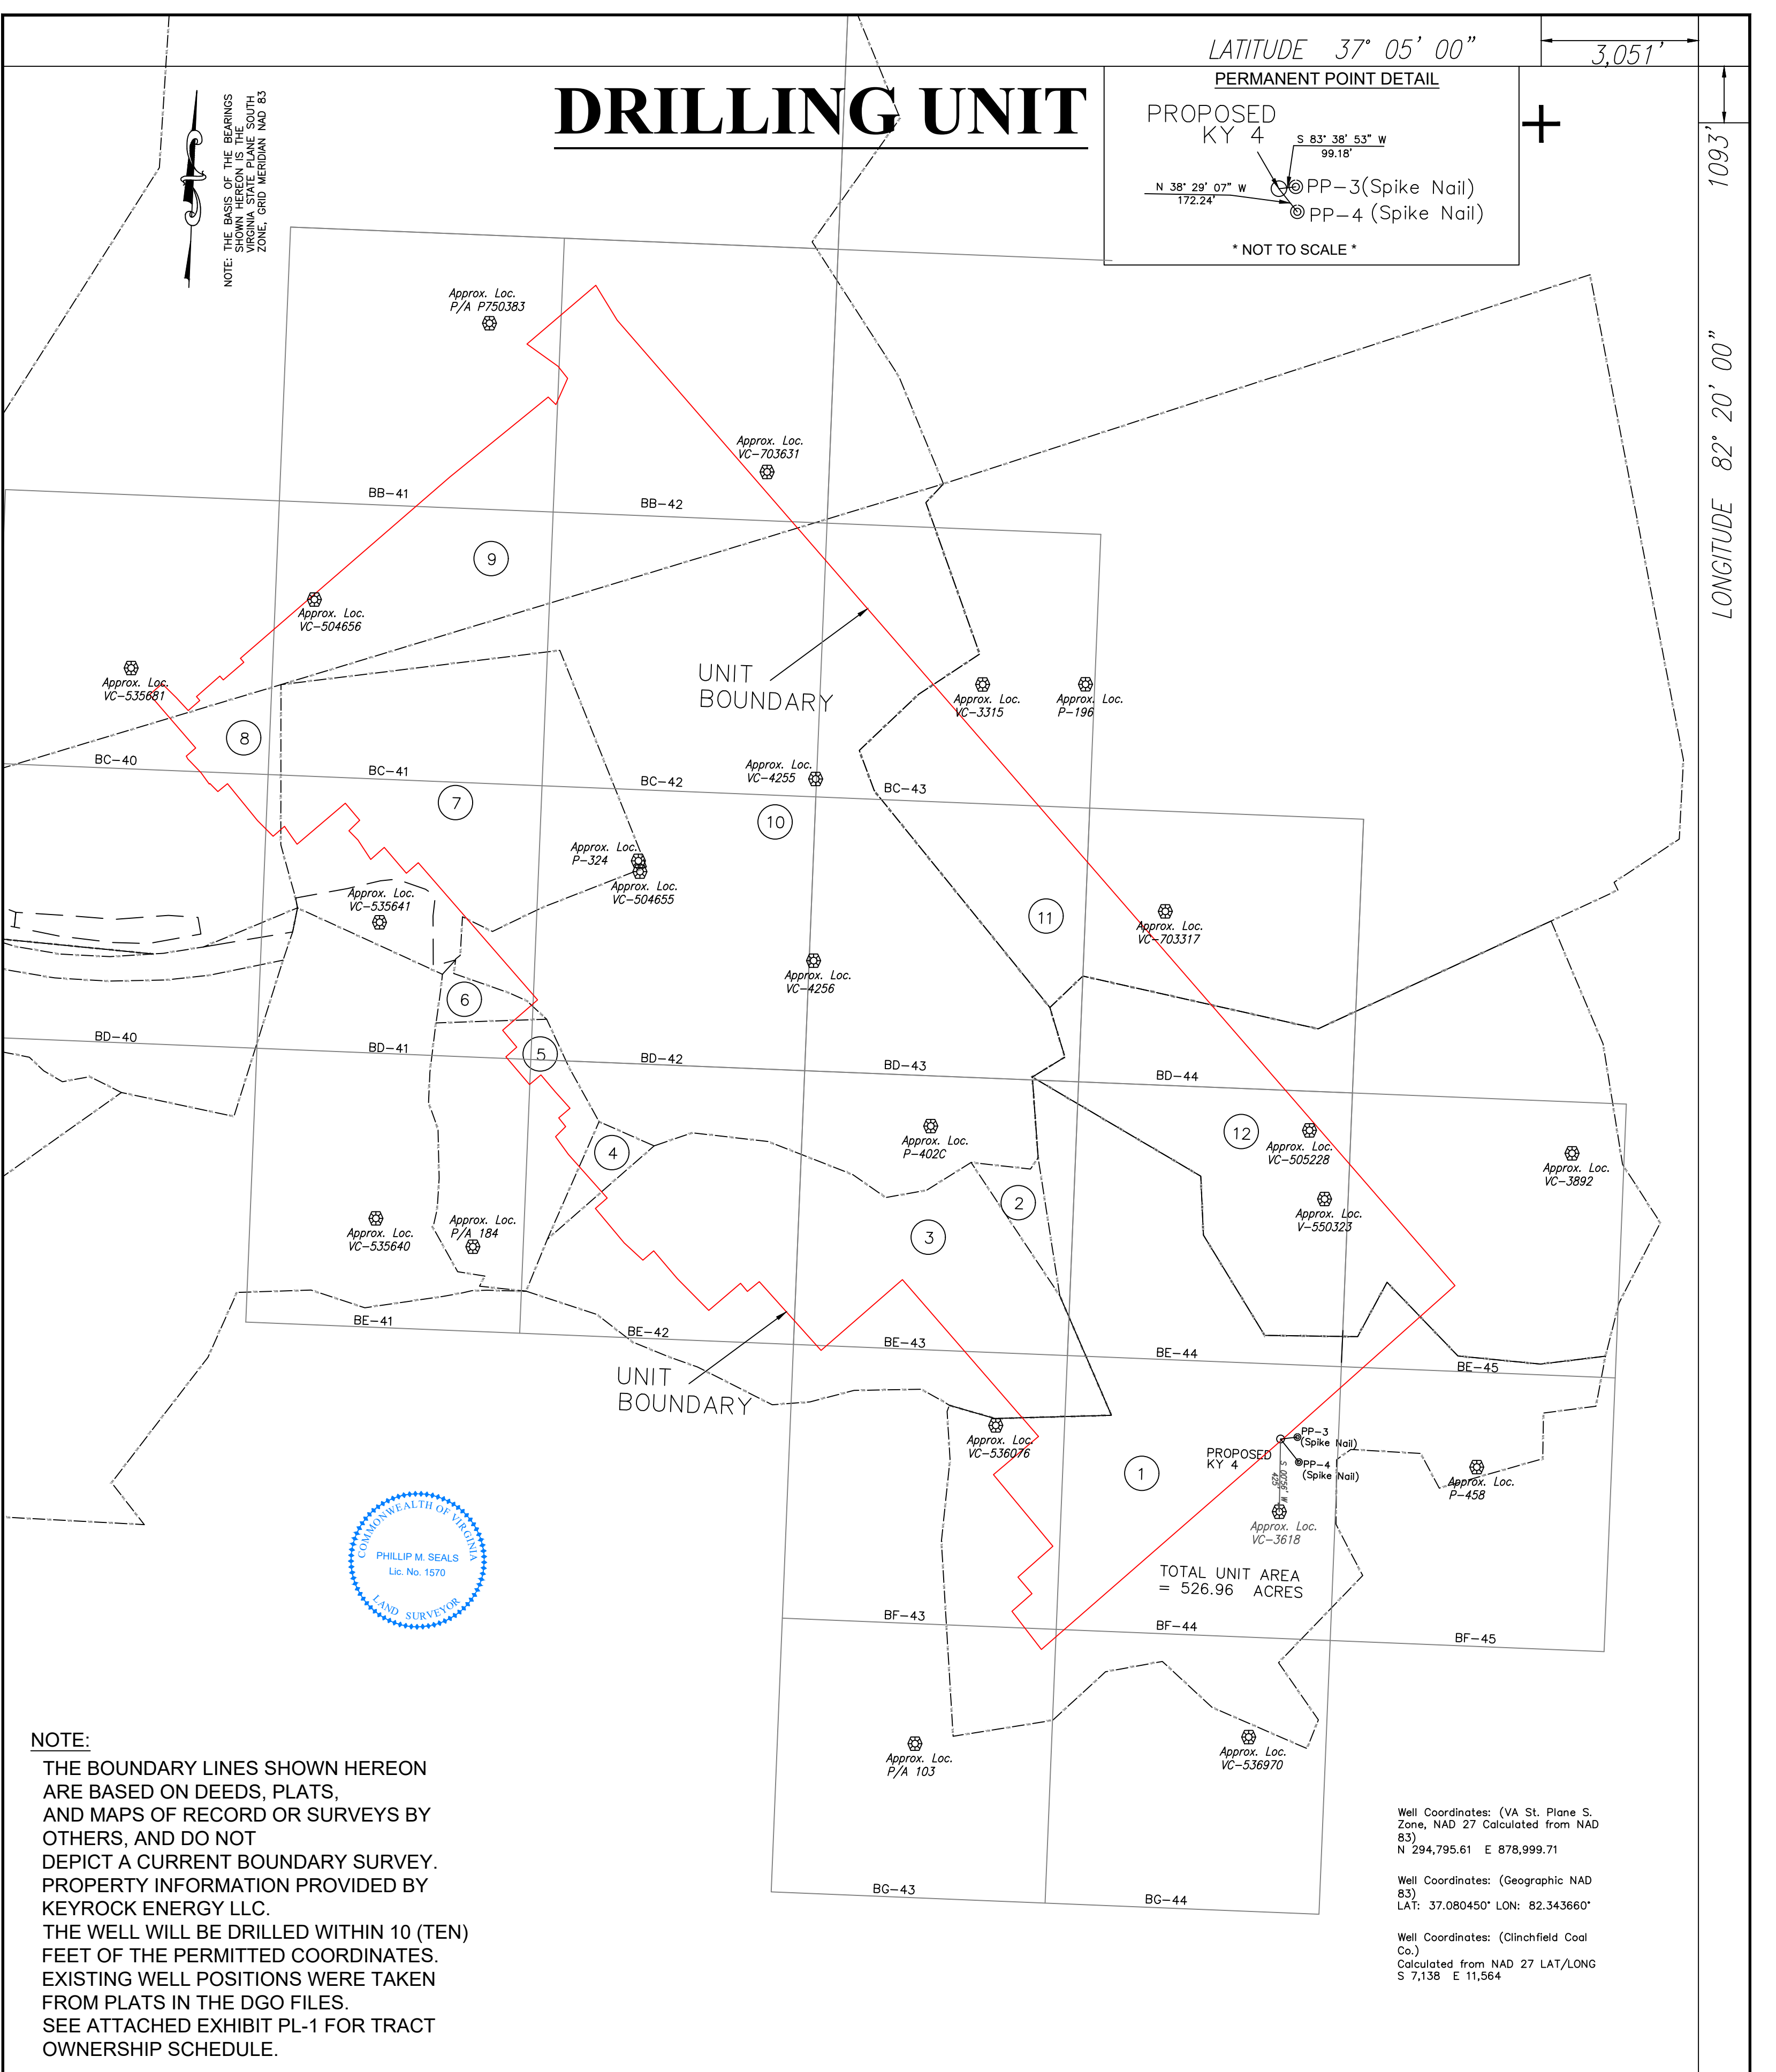 LATITUDE 37° 05' 00"
3,051'
1093'
LONGITUDE 82° 20' 00"
DRILLING UNIT
NOTE: THE BASIS OF THE BEARINGS
SHOWN HEREON IS THE
VIRGINIA STATE PLANE SOUTH
ZONE, GRID MERIDIAN NAD 83
PERMANENT POINT DETAIL
PROPOSED
KY 4
S 83° 38' 53" W
99.18'
N 38° 29' 07" W
172.24'
PP-3(Spike Nail)
PP-4 (Spike Nail)
* NOT TO SCALE *
Approx. Loc.
P/A P750383
Approx. Loc.
VC-703631
BB-41
BB-42
9
Approx. Loc.
VC-504656
Approx. Loc.
VC-535681
UNIT
BOUNDARY
Approx. Loc.
VC-3315
Approx. Loc.
P-196
8
BC-40
BC-41
BC-42
BC-43
Approx. Loc.
VC-4255
7
10
Approx. Loc.
P-324
Approx. Loc.
VC-504655
Approx. Loc.
VC-535641
11
Approx. Loc.
VC-703317
Approx. Loc.
VC-4256
6
BD-40
BD-41
5
BD-42
BD-43
BD-44
Approx. Loc.
P-402C
12
Approx. Loc.
VC-505228
4
Approx. Loc.
VC-3892
2
Approx. Loc.
V-550323
3
Approx. Loc.
VC-535640
Approx. Loc.
P/A 184
BE-41
BE-42
BE-43
BE-44
BE-45
UNIT
BOUNDARY
Approx. Loc.
VC-536076
PROPOSED
KY 4
PP-3
(Spike Nail)
PP-4
(Spike Nail)
S 00°56' W
425'
1
Approx. Loc.
P-458
Approx. Loc.
VC-3618
TOTAL UNIT AREA
= 526.96 ACRES
COMMONWEALTH OF VIRGINIA
PHILLIP M. SEALS
Lic. No. 1570
LAND SURVEYOR
BF-43
BF-44
BF-45
Approx. Loc.
P/A 103
Approx. Loc.
VC-536970
BG-43
BG-44
NOTE:
THE BOUNDARY LINES SHOWN HEREON
ARE BASED ON DEEDS, PLATS,
AND MAPS OF RECORD OR SURVEYS BY
OTHERS, AND DO NOT
DEPICT A CURRENT BOUNDARY SURVEY.
PROPERTY INFORMATION PROVIDED BY
KEYROCK ENERGY LLC.
THE WELL WILL BE DRILLED WITHIN 10 (TEN)
FEET OF THE PERMITTED COORDINATES.
EXISTING WELL POSITIONS WERE TAKEN
FROM PLATS IN THE DGO FILES.
SEE ATTACHED EXHIBIT PL-1 FOR TRACT
OWNERSHIP SCHEDULE.
Well Coordinates: (VA St. Plane S.
Zone, NAD 27 Calculated from NAD
83)
N 294,795.61 E 878,999.71
Well Coordinates: (Geographic NAD
83)
LAT: 37.080450° LON: 82.343660°
Well Coordinates: (Clinchfield Coal
Co.)
Calculated from NAD 27 LAT/LONG
S 7,138 E 11,564